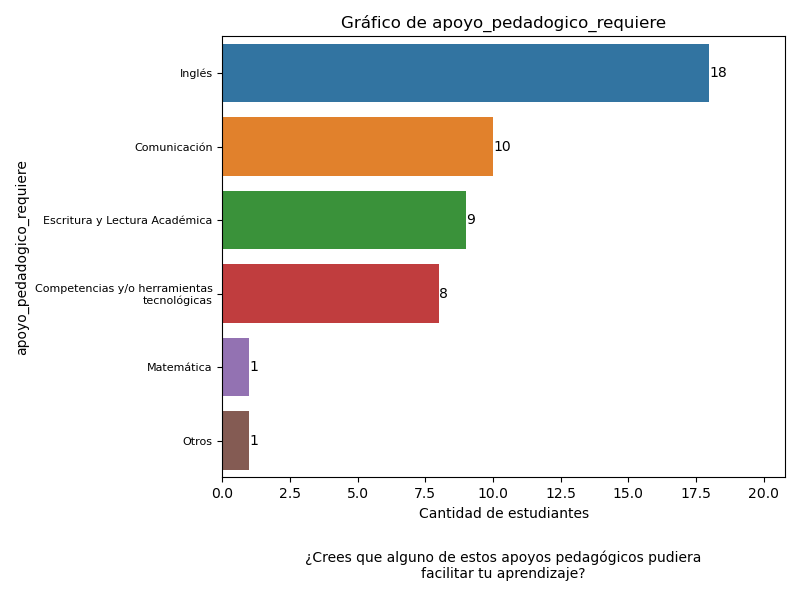 Gráfico de apoyo_pedadogico_requiere
apoyo_pedadogico_requiere
Inglés
18
Comunicación
10
Escritura y Lectura Académica
9
Competencias y/o herramientas
tecnológicas
8
Matemática
1
Otros
1
0.0 2.5 5.0 7.5 10.0 12.5 15.0 17.5 20.0
Cantidad de estudiantes
¿Crees que alguno de estos apoyos pedagógicos pudiera
facilitar tu aprendizaje?